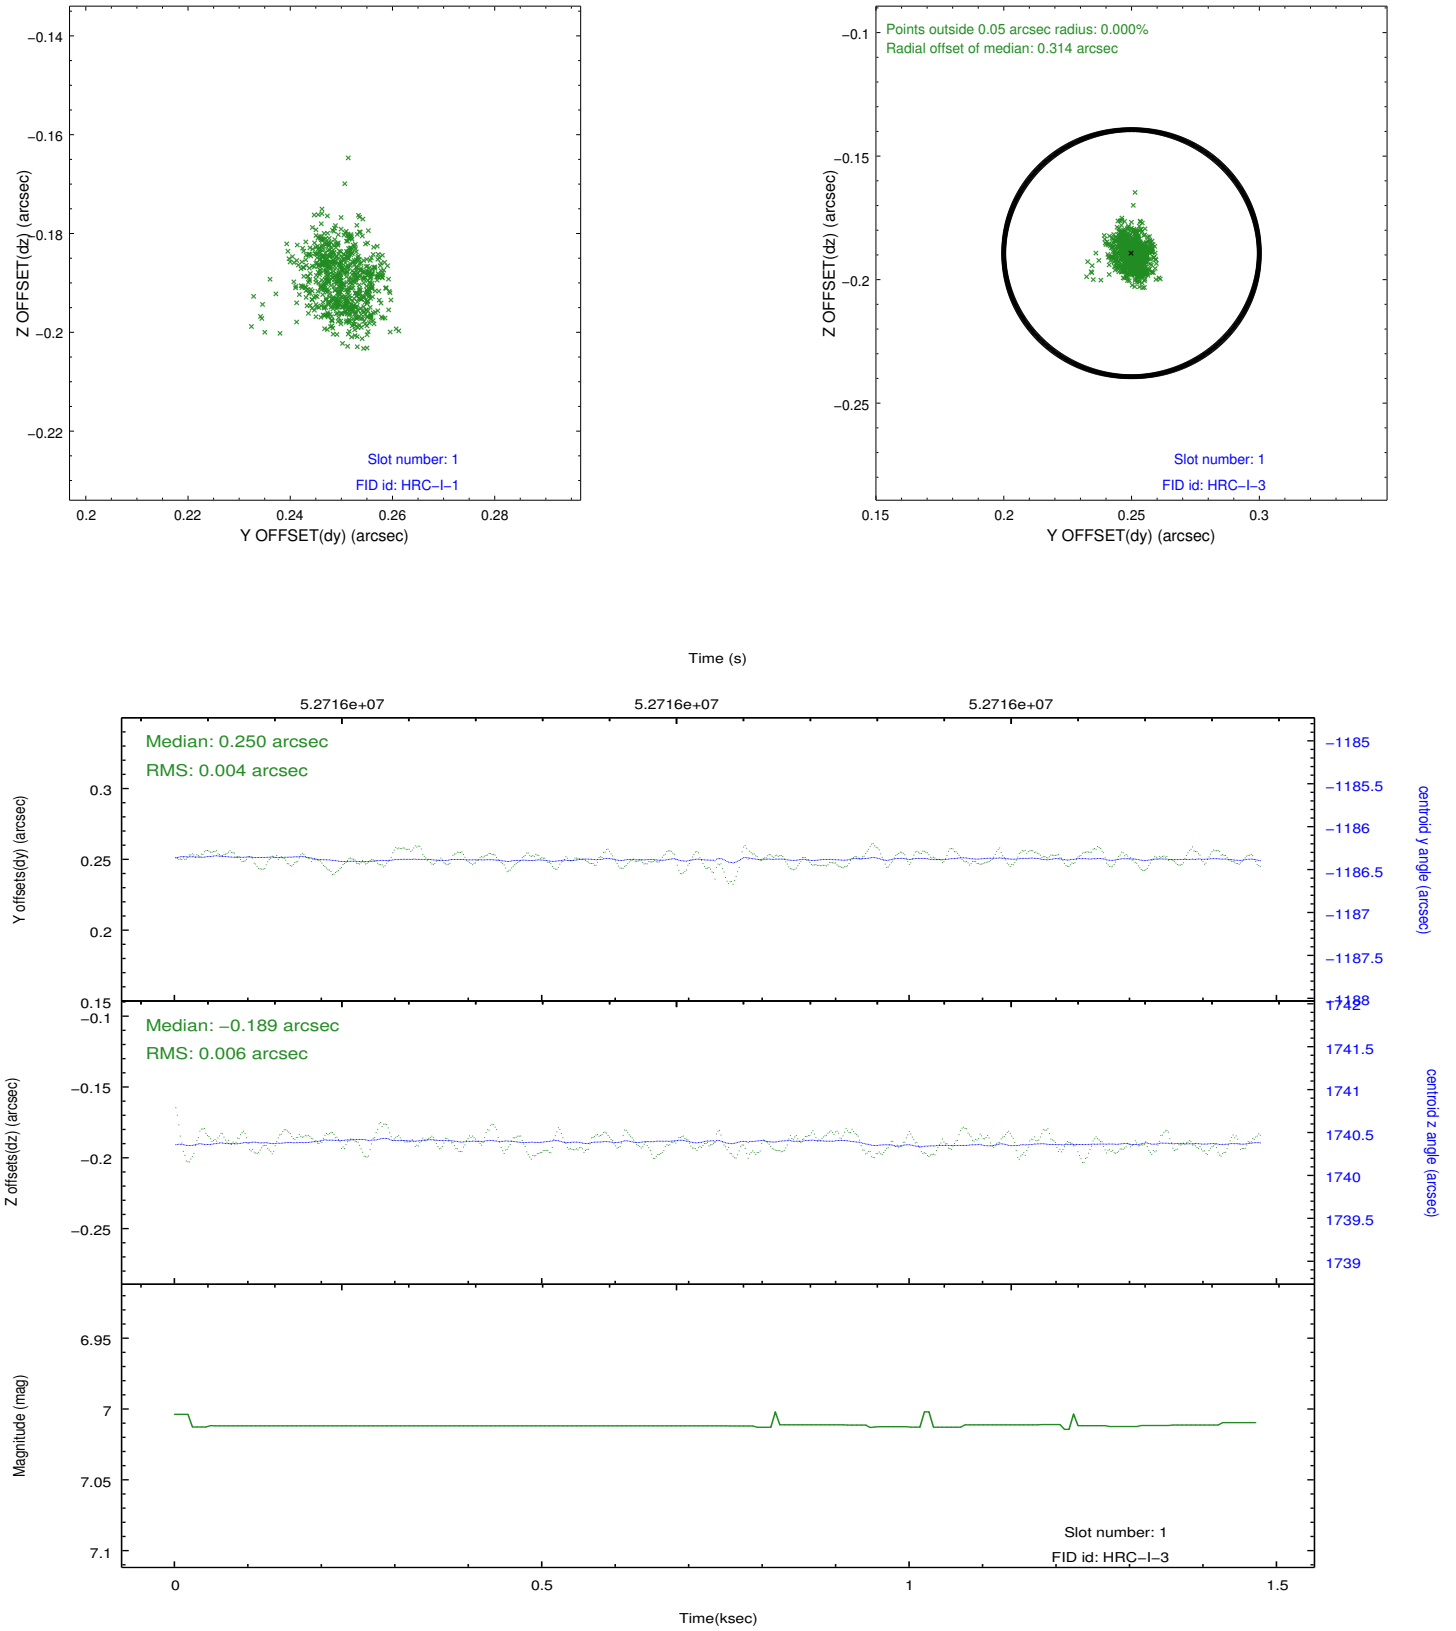 −0.14
−0.16
−0.18
−0.2
−0.22
Z OFFSET(dz) (arcsec)
Slot number: 1
FID id: HRC−I−1
0.2
0.22
0.24
0.26
0.28
Y OFFSET(dy) (arcsec)
Points outside 0.05 arcsec radius: 0.000%
Radial offset of median: 0.314 arcsec
−0.1
−0.15
−0.2
−0.25
Z OFFSET(dz) (arcsec)
Slot number: 1
FID id: HRC−I−3
0.15
0.2
0.25
0.3
Y OFFSET(dy) (arcsec)
Time (s)
5.2716e+07
5.2716e+07
5.2716e+07
Median: 0.250 arcsec
RMS: 0.004 arcsec
0.3
0.25
0.2
0.15
Y offsets(dy) (arcsec)
−1185
−1185.5
−1186
−1186.5
−1187
−1187.5
−1188
centroid y angle (arcsec)
Median: −0.189 arcsec
RMS: 0.006 arcsec
−0.1
−0.15
−0.2
−0.25
Z offsets(dz) (arcsec)
1742
1741.5
1741
1740.5
1740
1739.5
1739
centroid z angle (arcsec)
6.95
7
7.05
7.1
Magnitude (mag)
Slot number: 1
FID id: HRC−I−3
0
0.5
1
1.5
Time(ksec)